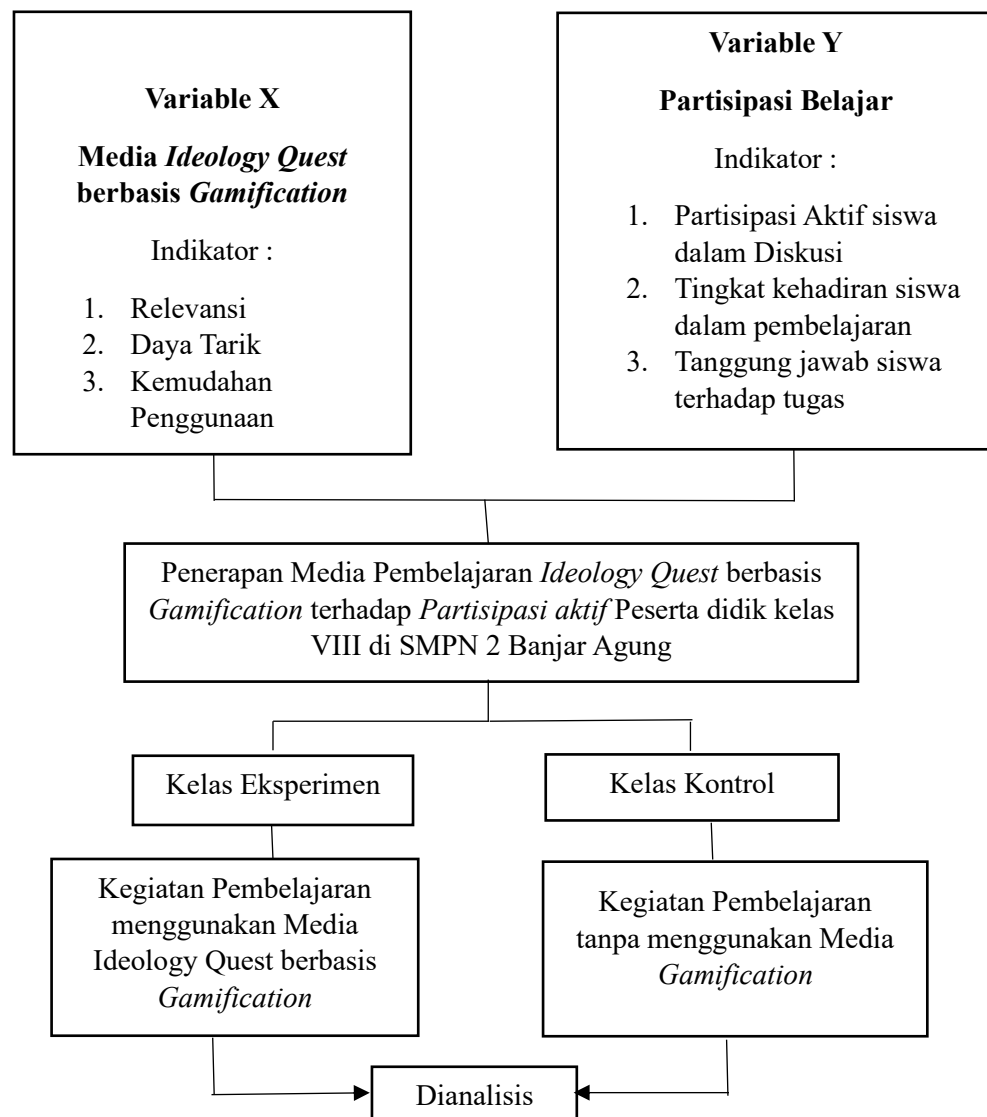 Variable X
Media Ideology Quest
berbasis Gamification
Indikator :
1. Relevansi
2. Daya Tarik
3. Kemudahan
Penggunaan
Variable Y
Partisipasi Belajar
Indikator :
1. Partisipasi Aktif siswa
dalam Diskusi
2. Tingkat kehadiran siswa
dalam pembelajaran
3. Tanggung jawab siswa
terhadap tugas
Penerapan Media Pembelajaran Ideology Quest berbasis
Gamification terhadap Partisipasi aktif Peserta didik kelas
VIII di SMPN 2 Banjar Agung
Kelas Eksperimen
Kelas Kontrol
Kegiatan Pembelajaran
menggunakan Media
Ideology Quest berbasis
Gamification
Kegiatan Pembelajaran
tanpa menggunakan Media
Gamification
Dianalisis